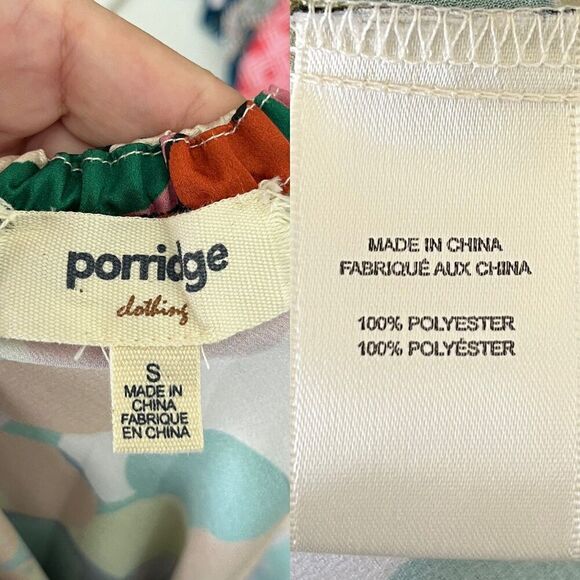 porridge
clothing
S
MADE IN
CHINA
FABRIQUE
EN CHINA
MADE IN CHINA
FABRIQUÉ AUX CHINA
100% POLYESTER
100% POLYÉSTER